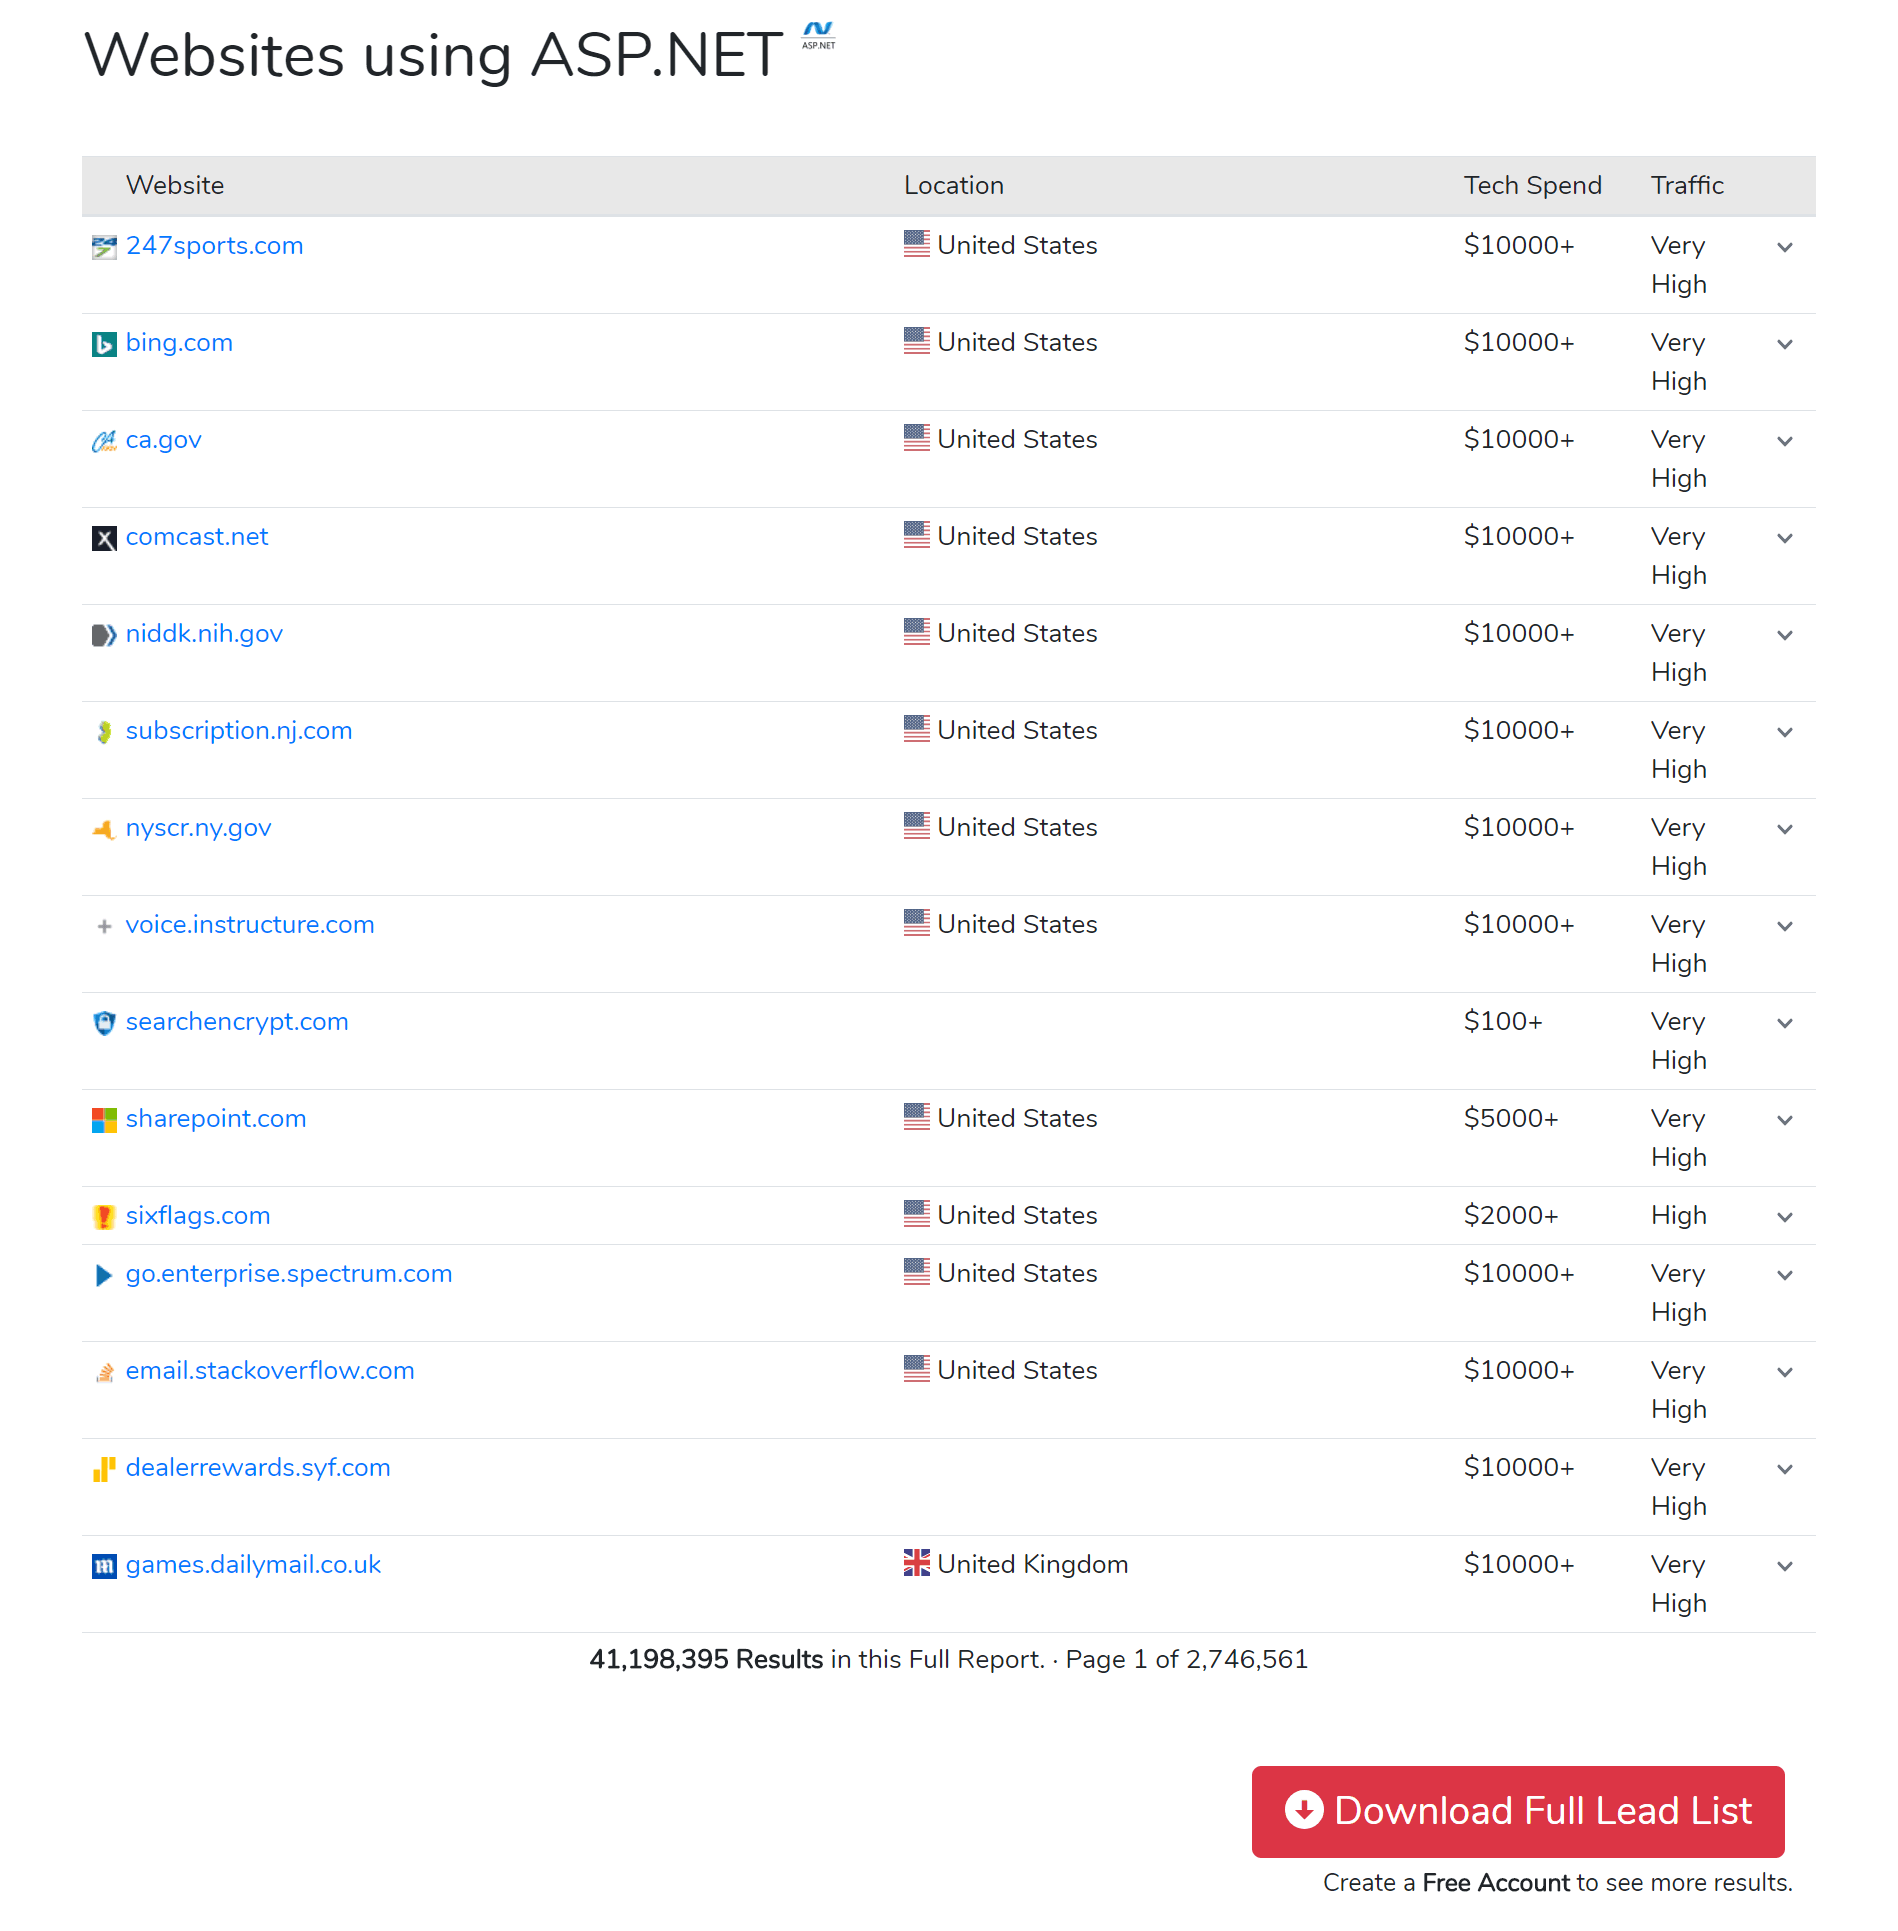 Websites using ASP.NET
ASP.NET
Website Location Tech Spend Traffic
247sports.com United States $10000+ Very
High
bing.com United States $10000+ Very
High
ca.gov United States $10000+ Very
High
comcast.net United States $10000+ Very
High
niddk.nih.gov United States $10000+ Very
High
subscription.nj.com United States $10000+ Very
High
nyscr.ny.gov United States $10000+ Very
High
voice.instructure.com United States $10000+ Very
High
searchencrypt.com $100+ Very
High
sharepoint.com United States $5000+ Very
High
sixflags.com United States $2000+ High
go.enterprise.spectrum.com United States $10000+ Very
High
email.stackoverflow.com United States $10000+ Very
High
dealerrewards.syf.com $10000+ Very
High
games.dailymail.co.uk United Kingdom $10000+ Very
High
41,198,395 Results in this Full Report. · Page 1 of 2,746,561
Download Full Lead List
Create a Free Account to see more results.